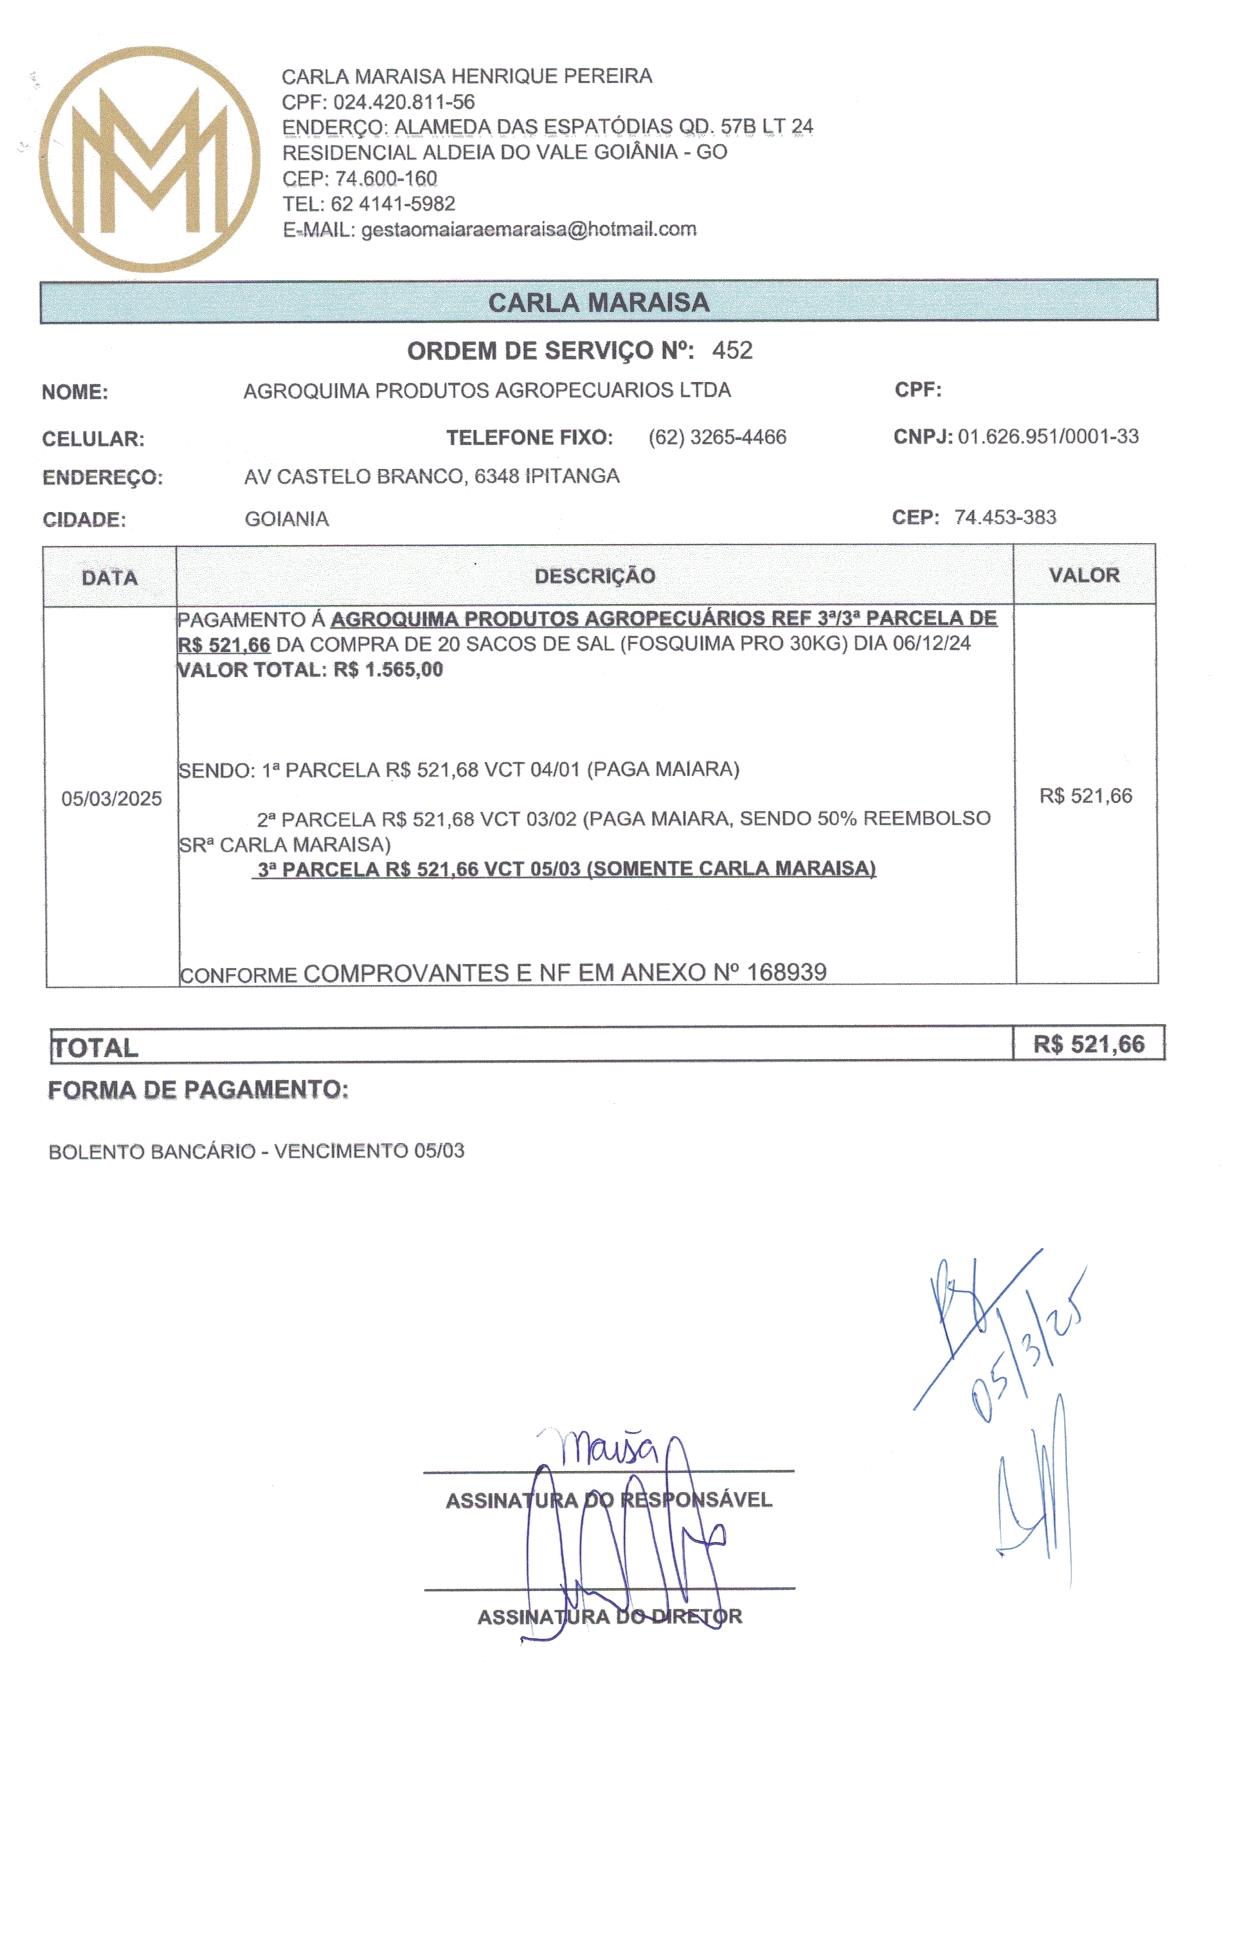 CARLA MARAISA HENRIQUE PEREIRA
CPF: 024.420.811-56
ENDERÇO: ALAMEDA DAS ESPATÓDIAS QD. 57B LT 24
RESIDENCIAL ALDEIA DO VALE GOIÂNIA - GO
CEP: 74.600-160
TEL: 62 4141-5982
E-MAIL: gestaomaiaraemaraisa@hotmail.com
CARLA MARAISA
ORDEM DE SERVIÇO Nº: 452
NOME: AGROQUIMA PRODUTOS AGROPECUARIOS LTDA CPF:
CELULAR: TELEFONE FIXO: (62) 3265-4466 CNPJ: 01.626.951/0001-33
ENDEREÇO: AV CASTELO BRANCO, 6348 IPITANGA
CIDADE: GOIANIA CEP: 74.453-383
DATA DESCRIÇÃO VALOR
PAGAMENTO Á AGROQUIMA PRODUTOS AGROPECUÁRIOS REF 3ª/3ª PARCELA DE
R$ 521,66 DA COMPRA DE 20 SACOS DE SAL (FOSQUIMA PRO 30KG) DIA 06/12/24
VALOR TOTAL: R$ 1.565,00
SENDO: 1ª PARCELA R$ 521,68 VCT 04/01 (PAGA MAIARA)
05/03/2025 R$ 521,66
2ª PARCELA R$ 521,68 VCT 03/02 (PAGA MAIARA, SENDO 50% REEMBOLSO
SRª CARLA MARAISA)
3ª PARCELA R$ 521,66 VCT 05/03 (SOMENTE CARLA MARAISA)
CONFORME COMPROVANTES E NF EM ANEXO Nº 168939
TOTAL R$ 521,66
FORMA DE PAGAMENTO:
BOLENTO BANCÁRIO - VENCIMENTO 05/03
05/3/25
Maraisa
ASSINATURA DO RESPONSÁVEL
ASSINATURA DO DIRETOR